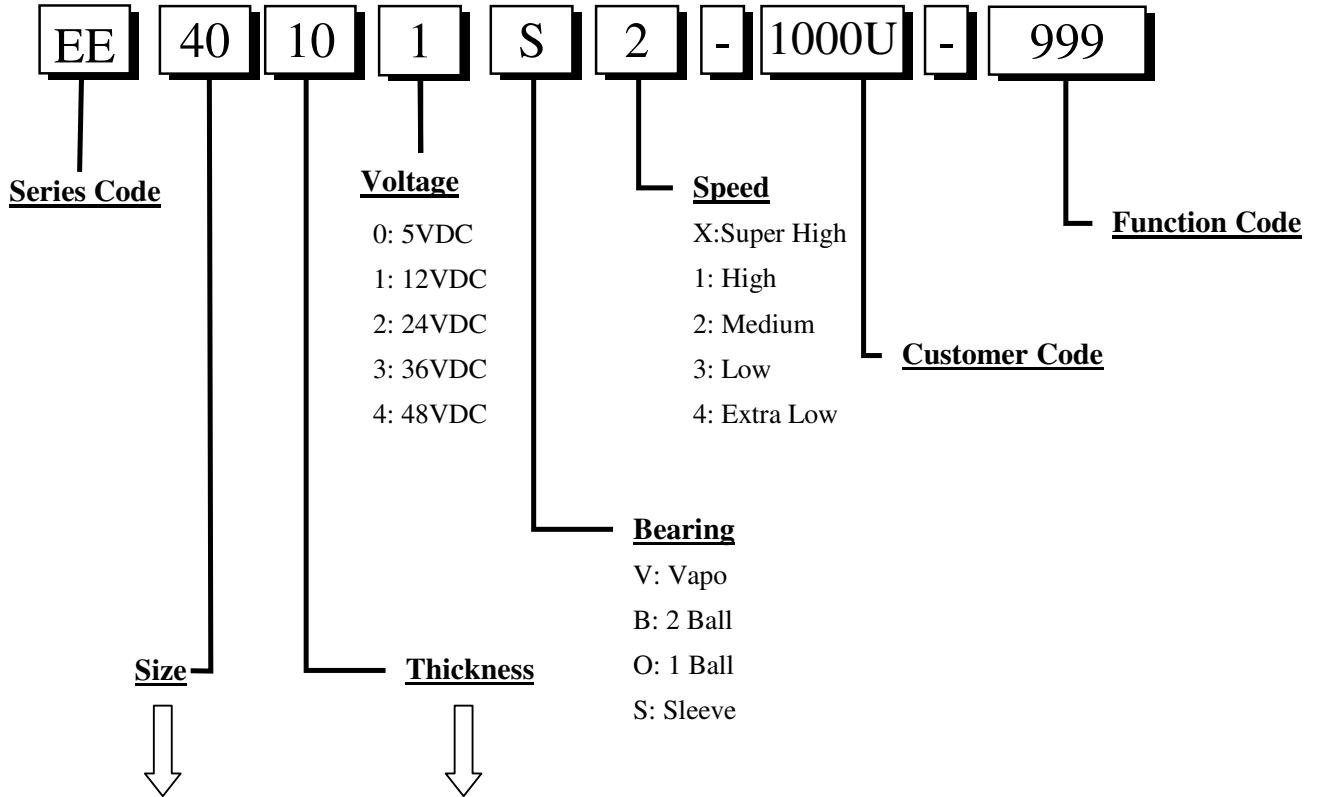 EE 40 10 1 S 2 - 1000U - 999
Series Code
Voltage
0: 5VDC
1: 12VDC
2: 24VDC
3: 36VDC
4: 48VDC
Speed
X:Super High
1: High
2: Medium
3: Low
4: Extra Low
Function Code
Customer Code
Bearing
V: Vapo
B: 2 Ball
O: 1 Ball
S: Sleeve
Size
Thickness